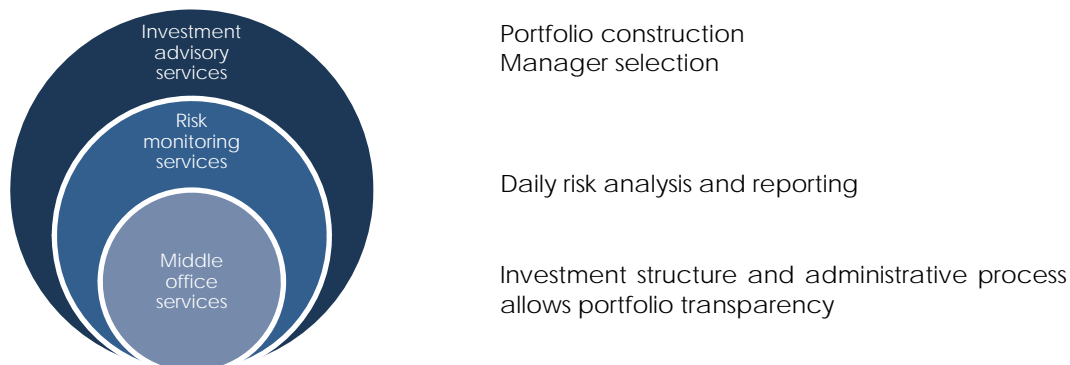 Investment
advisory
services
Portfolio construction
Manager selection
Risk
monitoring
services
Daily risk analysis and reporting
Middle
office
services
Investment structure and administrative process
allows portfolio transparency